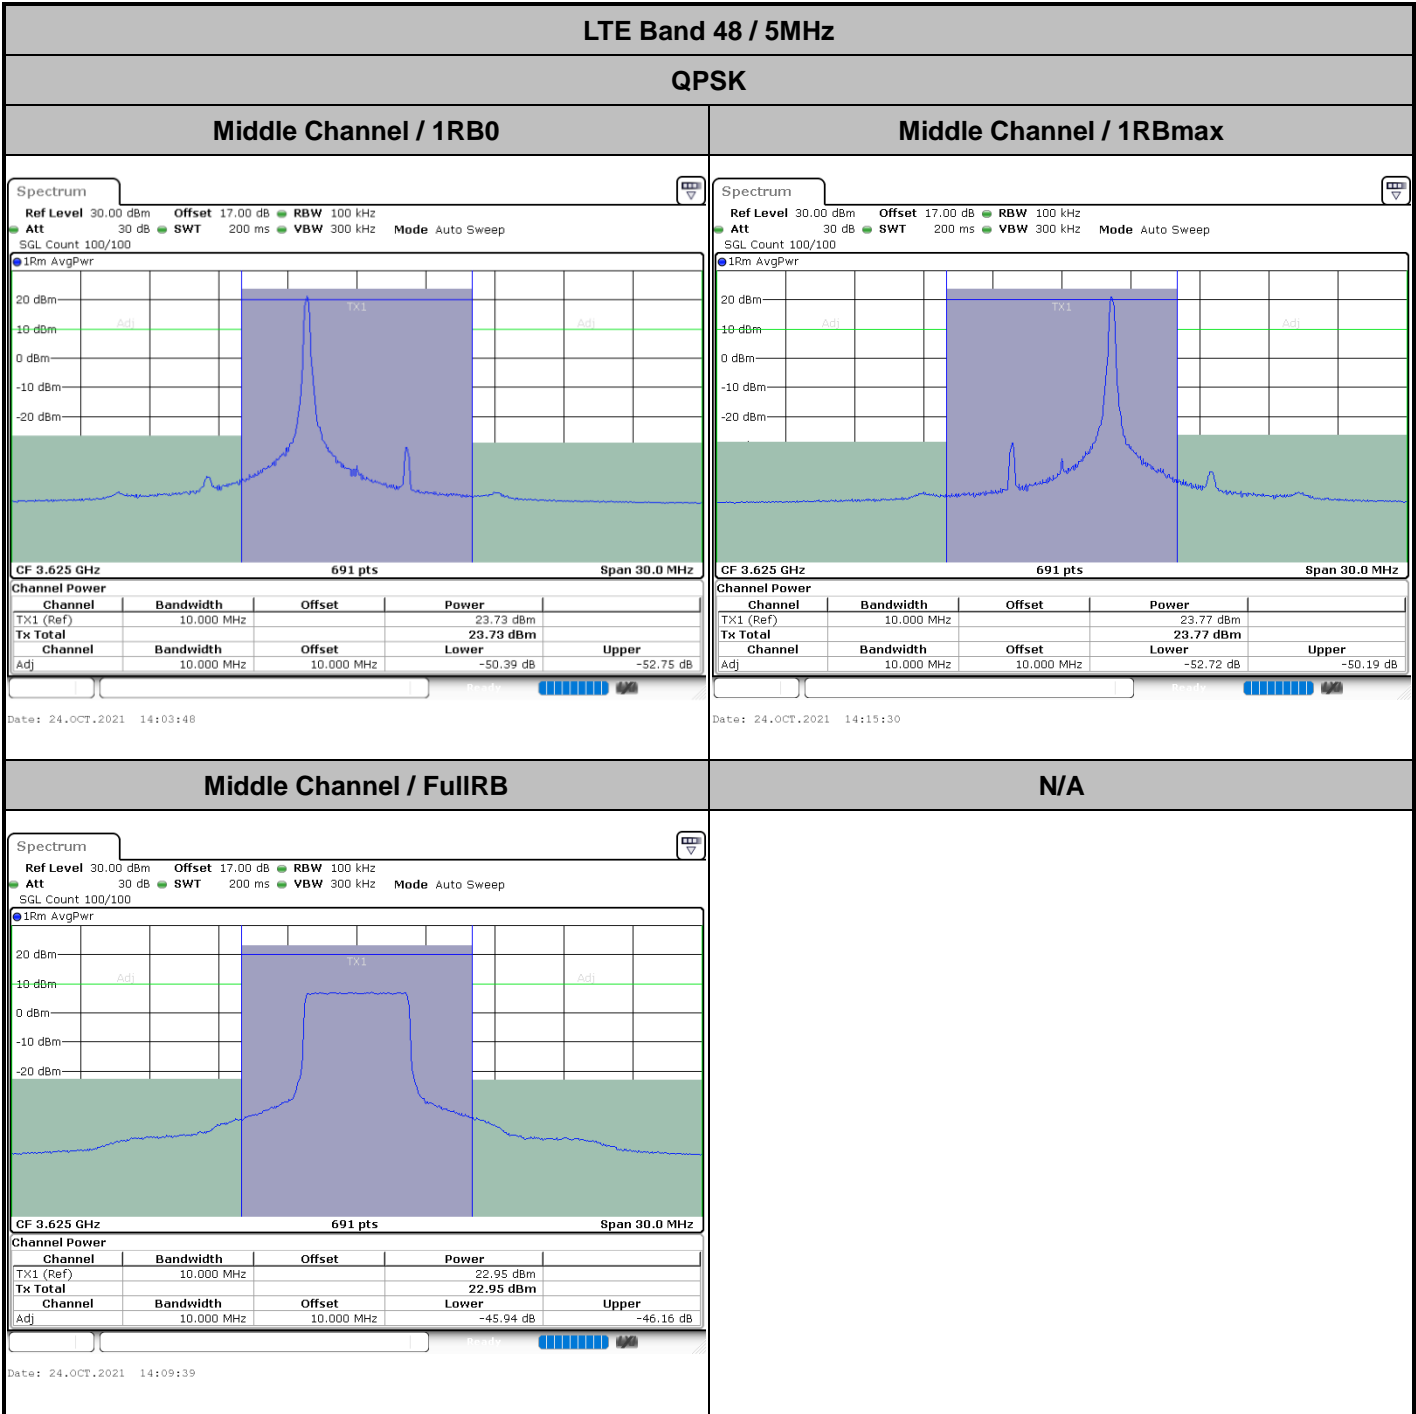 LTE Band 48 / 5MHz
QPSK
Middle Channel / 1RB0
Middle Channel / 1RBmax
Spectrum
Ref Level 30.00 dBm Offset 17.00 dB RBW 100 kHz
Att 30 dB SWT 200 ms VBW 300 kHz Mode Auto Sweep
SGL Count 100/100
1Rm AvgPwr
TX1
20 dBm
Adj
Adj
10 dBm
0 dBm
-10 dBm
-20 dBm
CF 3.625 GHz 691 pts Span 30.0 MHz
Channel Power
Channel Bandwidth Offset Power
TX1 (Ref) 10.000 MHz 23.73 dBm
Tx Total 23.73 dBm
Channel Bandwidth Offset Lower Upper
Adj 10.000 MHz 10.000 MHz -50.39 dB -52.75 dB
Ready
Date: 24.OCT.2021 14:03:48
Spectrum
Ref Level 30.00 dBm Offset 17.00 dB RBW 100 kHz
Att 30 dB SWT 200 ms VBW 300 kHz Mode Auto Sweep
SGL Count 100/100
1Rm AvgPwr
TX1
20 dBm
Adj
Adj
10 dBm
0 dBm
-10 dBm
-20 dBm
CF 3.625 GHz 691 pts Span 30.0 MHz
Channel Power
Channel Bandwidth Offset Power
TX1 (Ref) 10.000 MHz 23.77 dBm
Tx Total 23.77 dBm
Channel Bandwidth Offset Lower Upper
Adj 10.000 MHz 10.000 MHz -52.72 dB -50.19 dB
Ready
Date: 24.OCT.2021 14:15:30
Middle Channel / FullRB
N/A
Spectrum
Ref Level 30.00 dBm Offset 17.00 dB RBW 100 kHz
Att 30 dB SWT 200 ms VBW 300 kHz Mode Auto Sweep
SGL Count 100/100
1Rm AvgPwr
TX1
20 dBm
Adj
Adj
10 dBm
0 dBm
-10 dBm
-20 dBm
CF 3.625 GHz 691 pts Span 30.0 MHz
Channel Power
Channel Bandwidth Offset Power
TX1 (Ref) 10.000 MHz 22.95 dBm
Tx Total 22.95 dBm
Channel Bandwidth Offset Lower Upper
Adj 10.000 MHz 10.000 MHz -45.94 dB -46.16 dB
Ready
Date: 24.OCT.2021 14:09:39